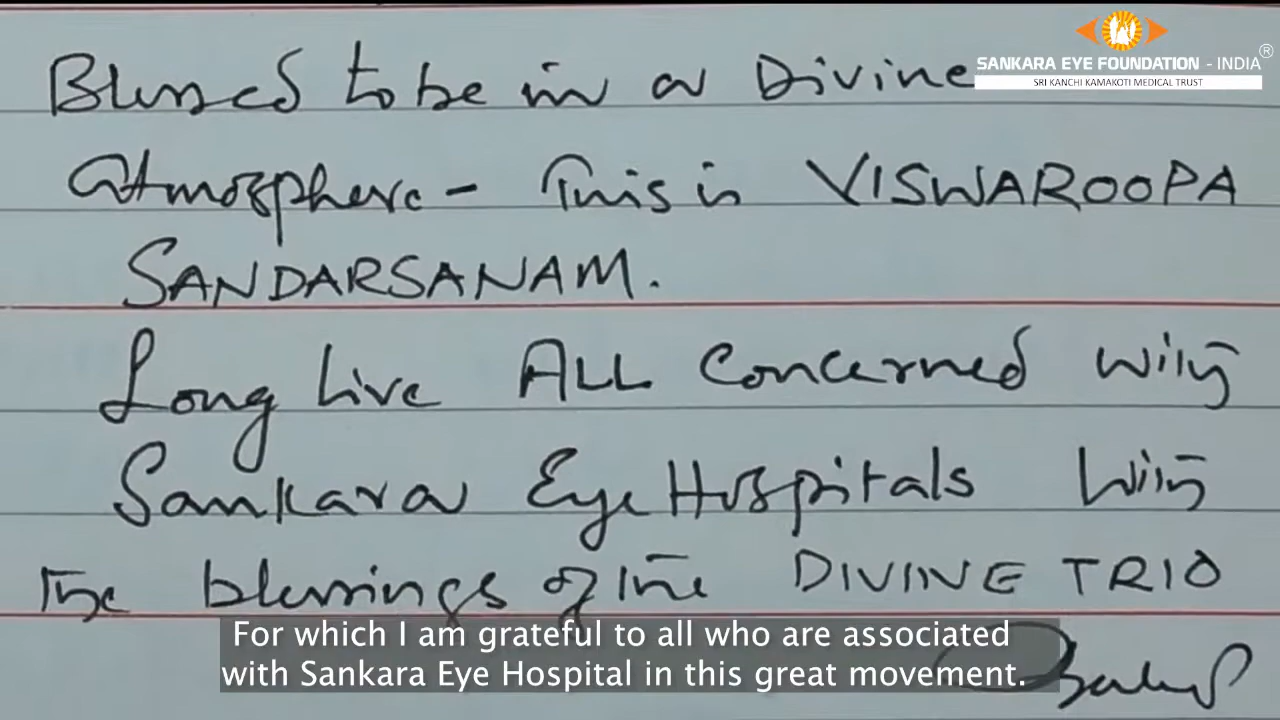 SANKARA EYE FOUNDATION - INDIA®
SRI KANCHI KAMAKOTI MEDICAL TRUST
Blessed to be in a Divine
Atmosphere - This is VISWAROOPA
SANDARSANAM.
Long Live ALL Concerned With
Sankara Eye Hospitals With
the blessings of the DIVINE TRIO
For which I am grateful to all who are associated
with Sankara Eye Hospital in this great movement.